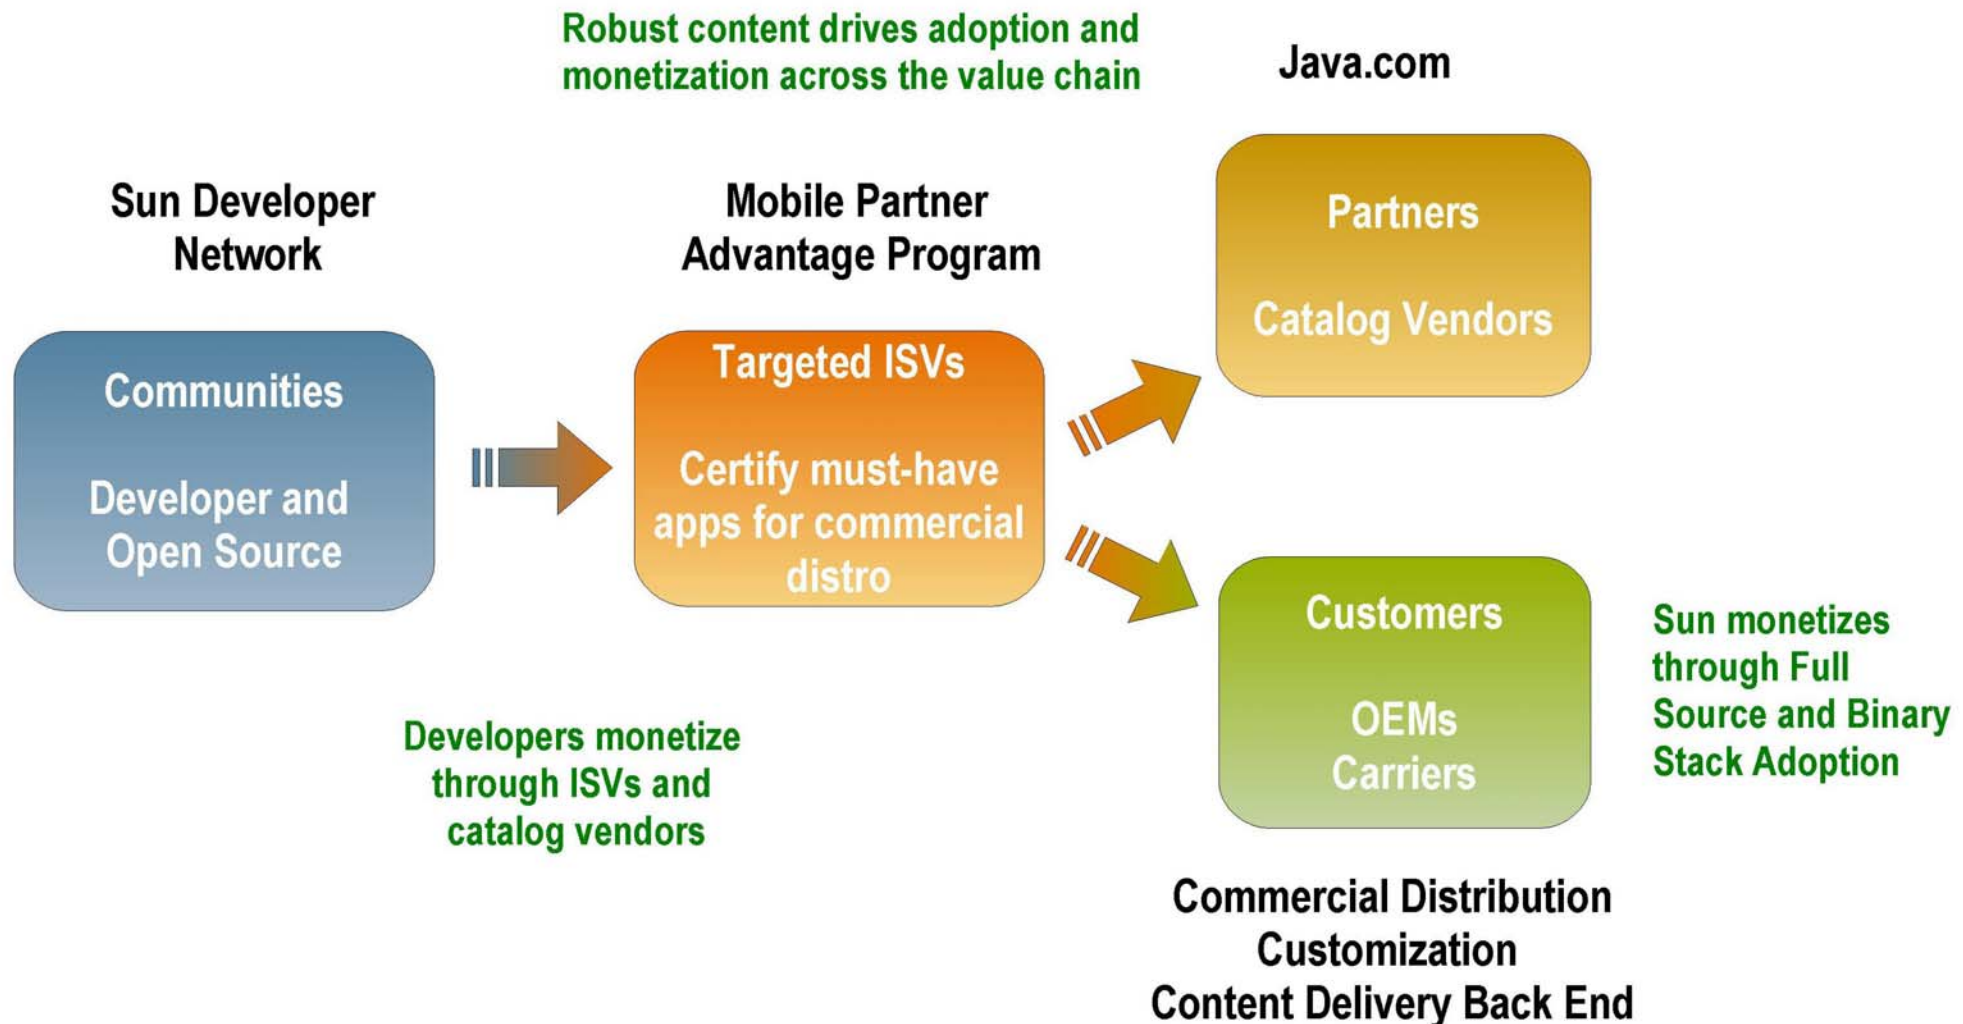 Robust content drives adoption and
monetization across the value chain
Java.com
Sun Developer
Network
Mobile Partner
Advantage Program
Partners
Catalog Vendors
Communities
Developer and
Open Source
Targeted ISVs
Certify must-have
apps for commercial
distro
Customers
OEMs
Carriers
Sun monetizes
through Full
Source and Binary
Stack Adoption
Developers monetize
through ISVs and
catalog vendors
Commercial Distribution
Customization
Content Delivery Back End